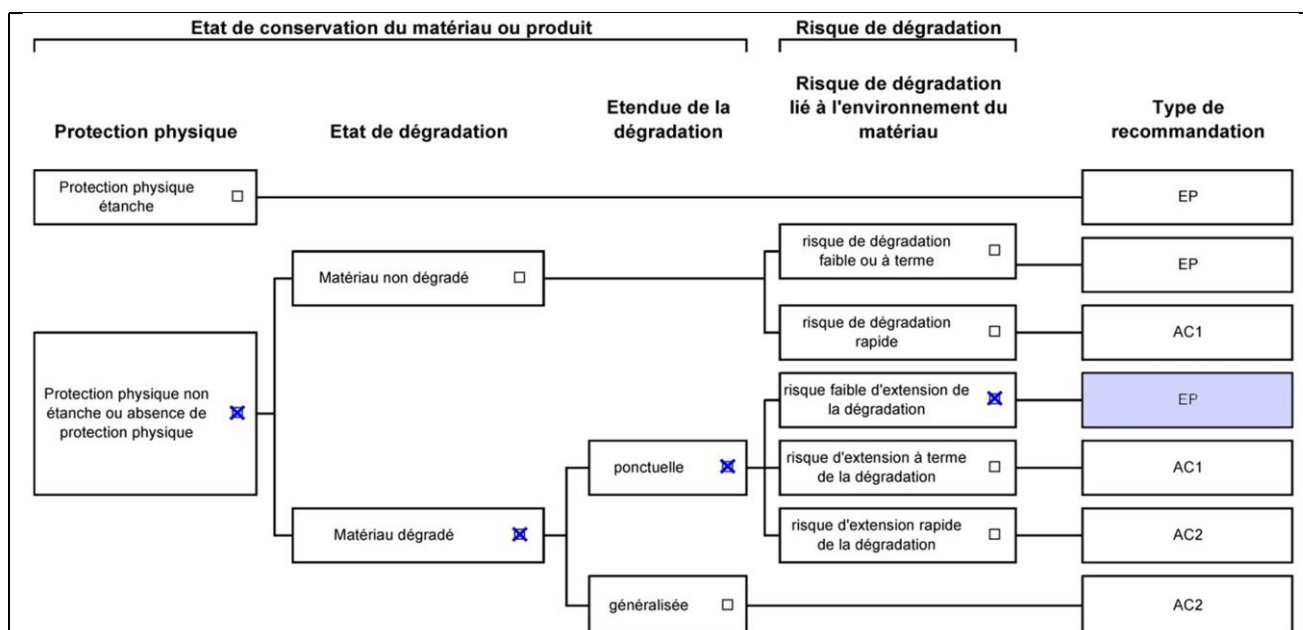 Etat de conservation du matériau ou produit
Risque de dégradation
Protection physique
Etat de dégradation
Etendue de la
dégradation
Risque de dégradation
lié à l'environnement du
matériau
Type de
recommandation
Protection physique
étanche
EP
Matériau non dégradé
risque de dégradation
faible ou à terme
EP
risque de dégradation
rapide
AC1
Protection physique non
étanche ou absence de
protection physique
risque faible d'extension de
la dégradation
EP
ponctuelle
risque d'extension à terme
de la dégradation
AC1
Matériau dégradé
risque d'extension rapide
de la dégradation
AC2
généralisée
AC2